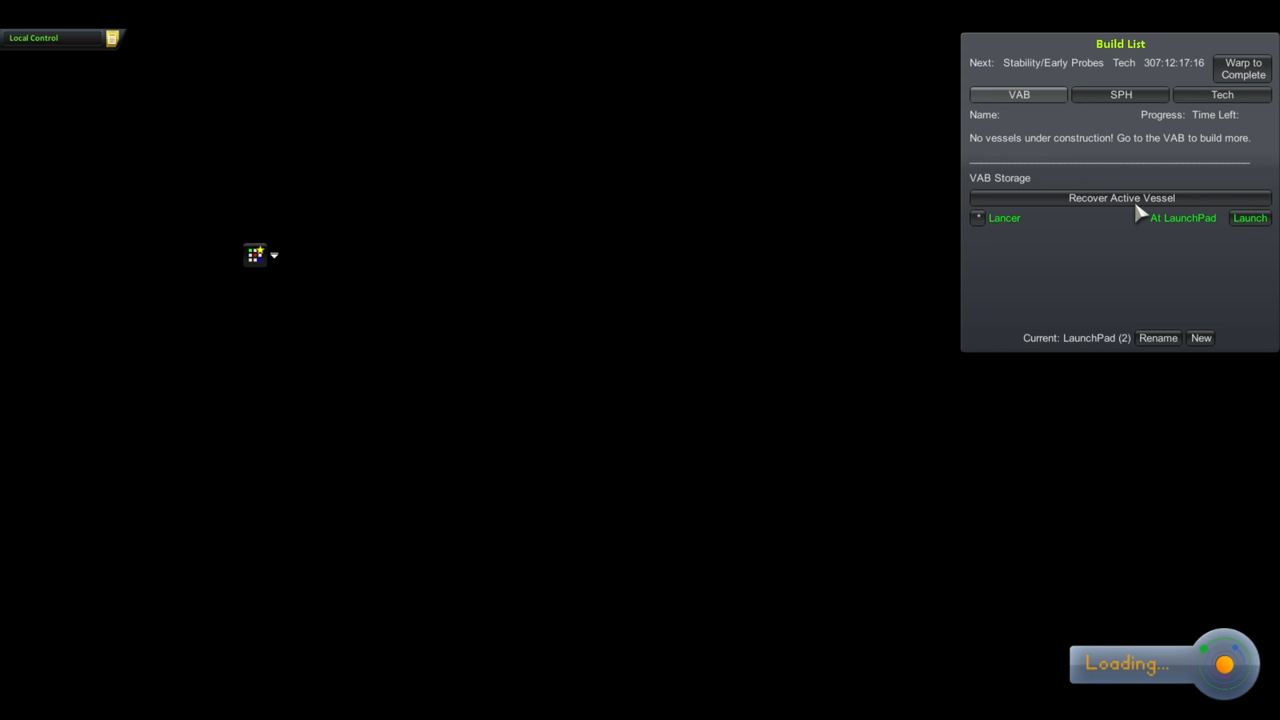 Local Control
Build List
Next: Stability/Early Probes Tech 307:12:17:16 Warp to Complete
VAB SPH Tech
Name: Progress: Time Left:
No vessels under construction! Go to the VAB to build more.
VAB Storage
Recover Active Vessel
* Lancer At LaunchPad Launch
Current: LaunchPad (2) Rename New
Loading...